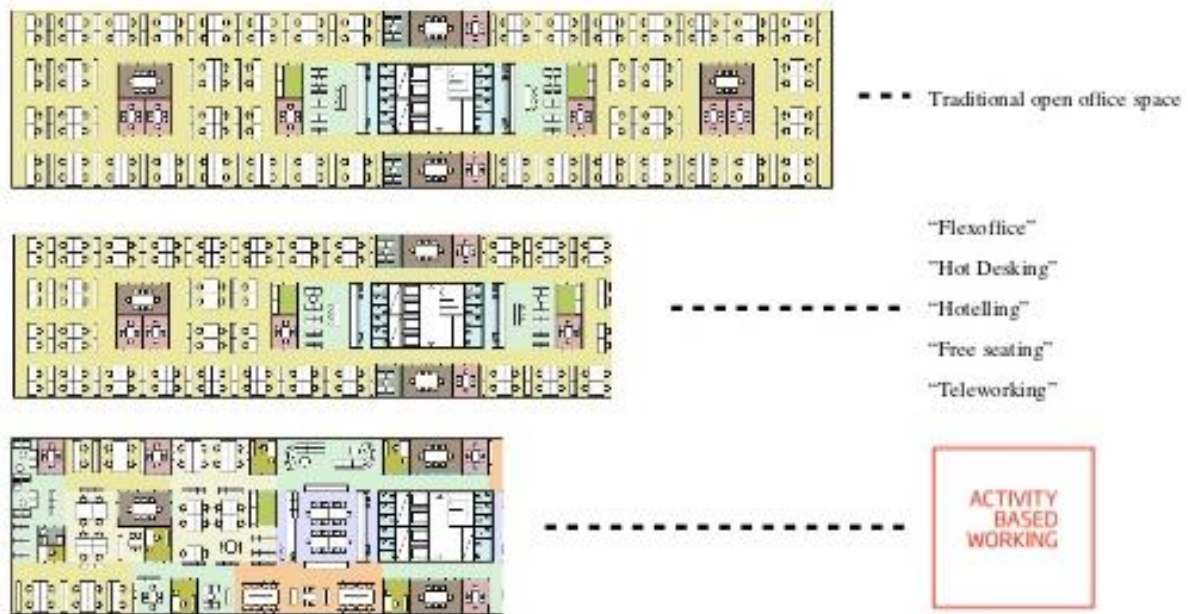 Traditional open office space
“Flexoffice”
”Hot Desking”
“Hotelling”
“Free seating”
“Teleworking”
ACTIVITY
BASED
WORKING